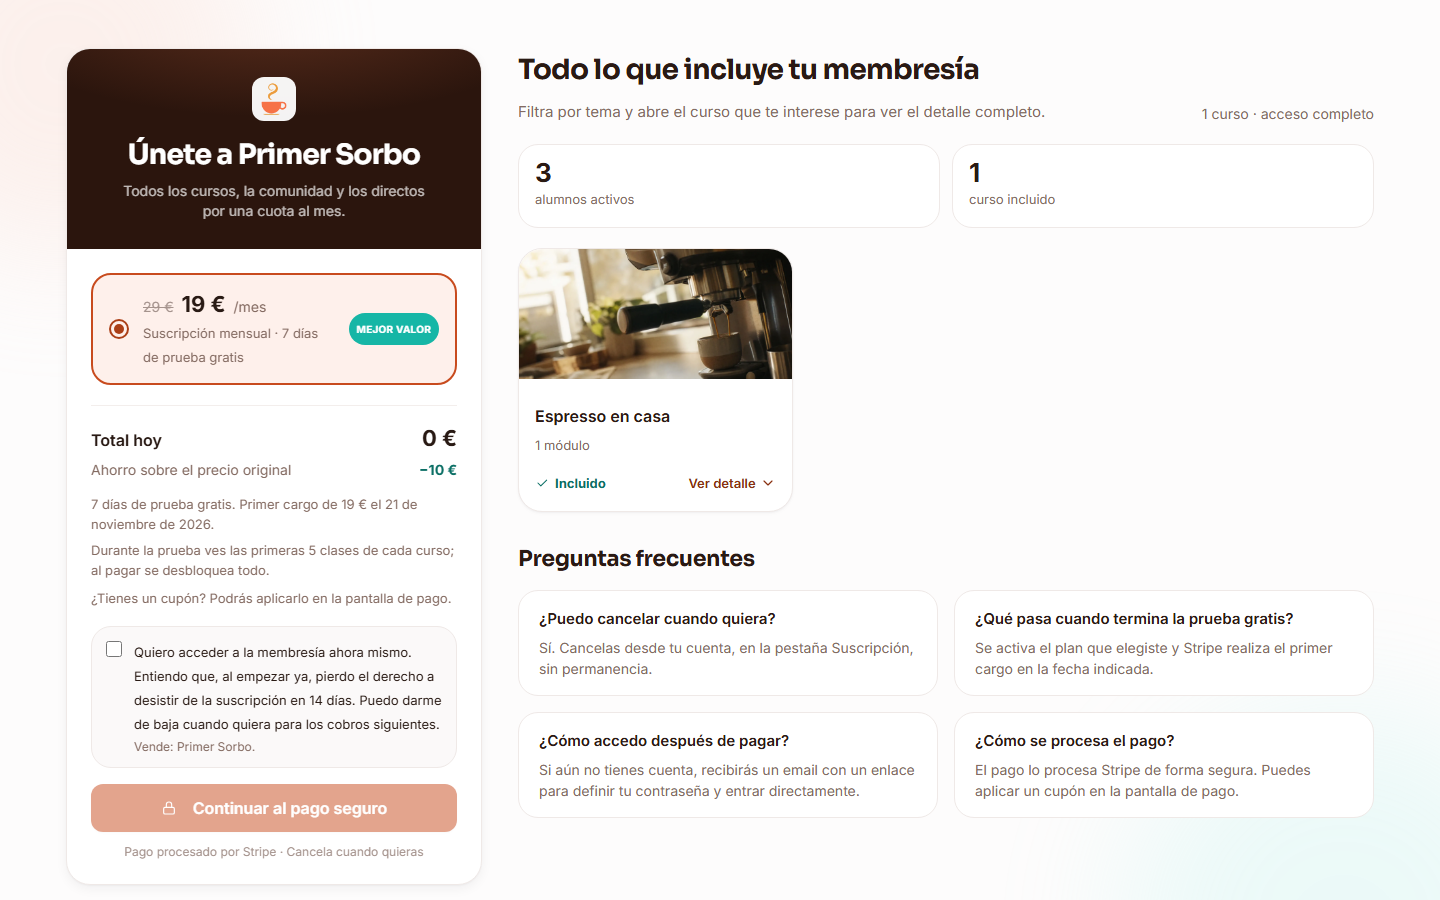 Únete a Primer Sorbo
Todos los cursos, la comunidad y los directos
por una cuota al mes.
29 € 19 € /mes
Suscripción mensual · 7 días
de prueba gratis
MEJOR VALOR
Total hoy 0 €
Ahorro sobre el precio original −10 €
7 días de prueba gratis. Primer cargo de 19 € el 21 de
noviembre de 2026.
Durante la prueba ves las primeras 5 clases de cada curso;
al pagar se desbloquea todo.
¿Tienes un cupón? Podrás aplicarlo en la pantalla de pago.
Quiero acceder a la membresía ahora mismo.
Entiendo que, al empezar ya, pierdo el derecho a
desistir de la suscripción en 14 días. Puedo darme
de baja cuando quiera para los cobros siguientes.
Vende: Primer Sorbo.
Continuar al pago seguro
Pago procesado por Stripe · Cancela cuando quieras
Todo lo que incluye tu membresía
Filtra por tema y abre el curso que te interese para ver el detalle completo.
1 curso · acceso completo
3
alumnos activos
1
curso incluido
Espresso en casa
1 módulo
Incluido
Ver detalle
Preguntas frecuentes
¿Puedo cancelar cuando quiera?
Sí. Cancelas desde tu cuenta, en la pestaña Suscripción,
sin permanencia.
¿Qué pasa cuando termina la prueba gratis?
Se activa el plan que elegiste y Stripe realiza el primer
cargo en la fecha indicada.
¿Cómo accedo después de pagar?
Si aún no tienes cuenta, recibirás un email con un enlace
para definir tu contraseña y entrar directamente.
¿Cómo se procesa el pago?
El pago lo procesa Stripe de forma segura. Puedes
aplicar un cupón en la pantalla de pago.